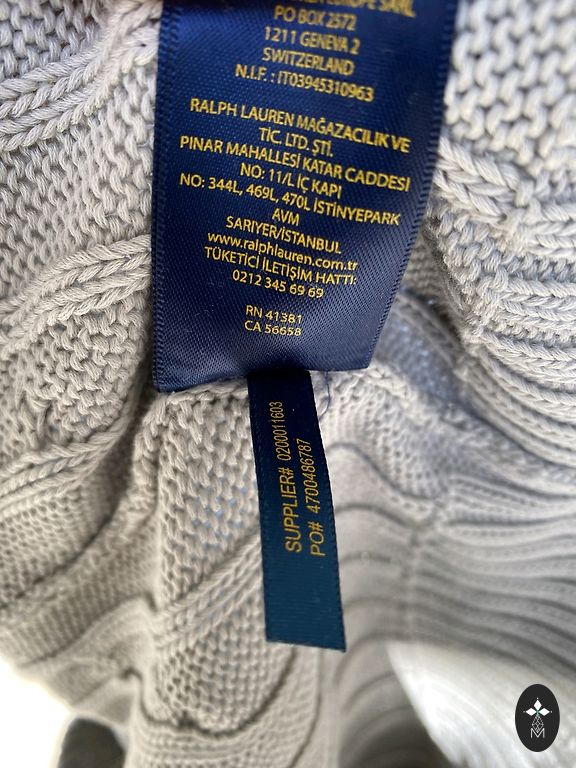 EUROPE SARL
PO BOX 2572
1211 GENEVA 2
SWITZERLAND
N.I.F. : IT03945310963
RALPH LAUREN MAĞAZACILIK VE
TİC. LTD. ŞTİ.
PINAR MAHALLESİ KATAR CADDESİ
NO: 11/L İÇ KAPI
NO: 344L, 469L, 470L İSTİNYEPARK
AVM
SARIYER/İSTANBUL
www.ralphlauren.com.tr
TÜKETİCİ İLETİŞİM HATTI:
0212 345 69 69
RN 41381
CA 56658
SUPPLIER# 0200011603
PO# 4700486787
M